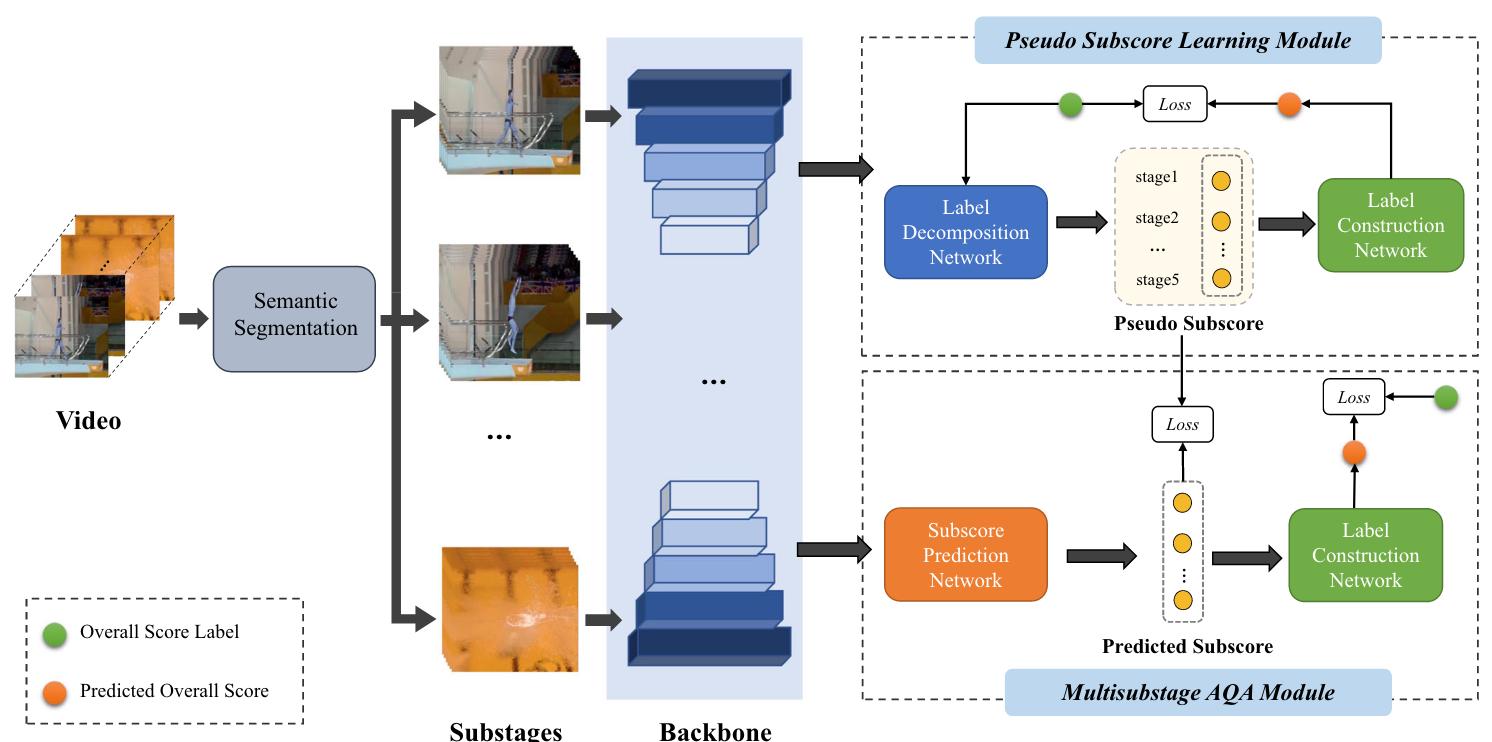 Pseudo Subscore Learning Module
Loss
Label
Decomposition
Network
stage1
stage2
...
stage5
Pseudo Subscore
Label
Construction
Network
Video
Semantic
Segmentation
...
...
...
Substages
Backbone
Loss
Loss
Subscore
Prediction
Network
Predicted Subscore
Label
Construction
Network
Multisubstage AQA Module
Overall Score Label
Predicted Overall Score